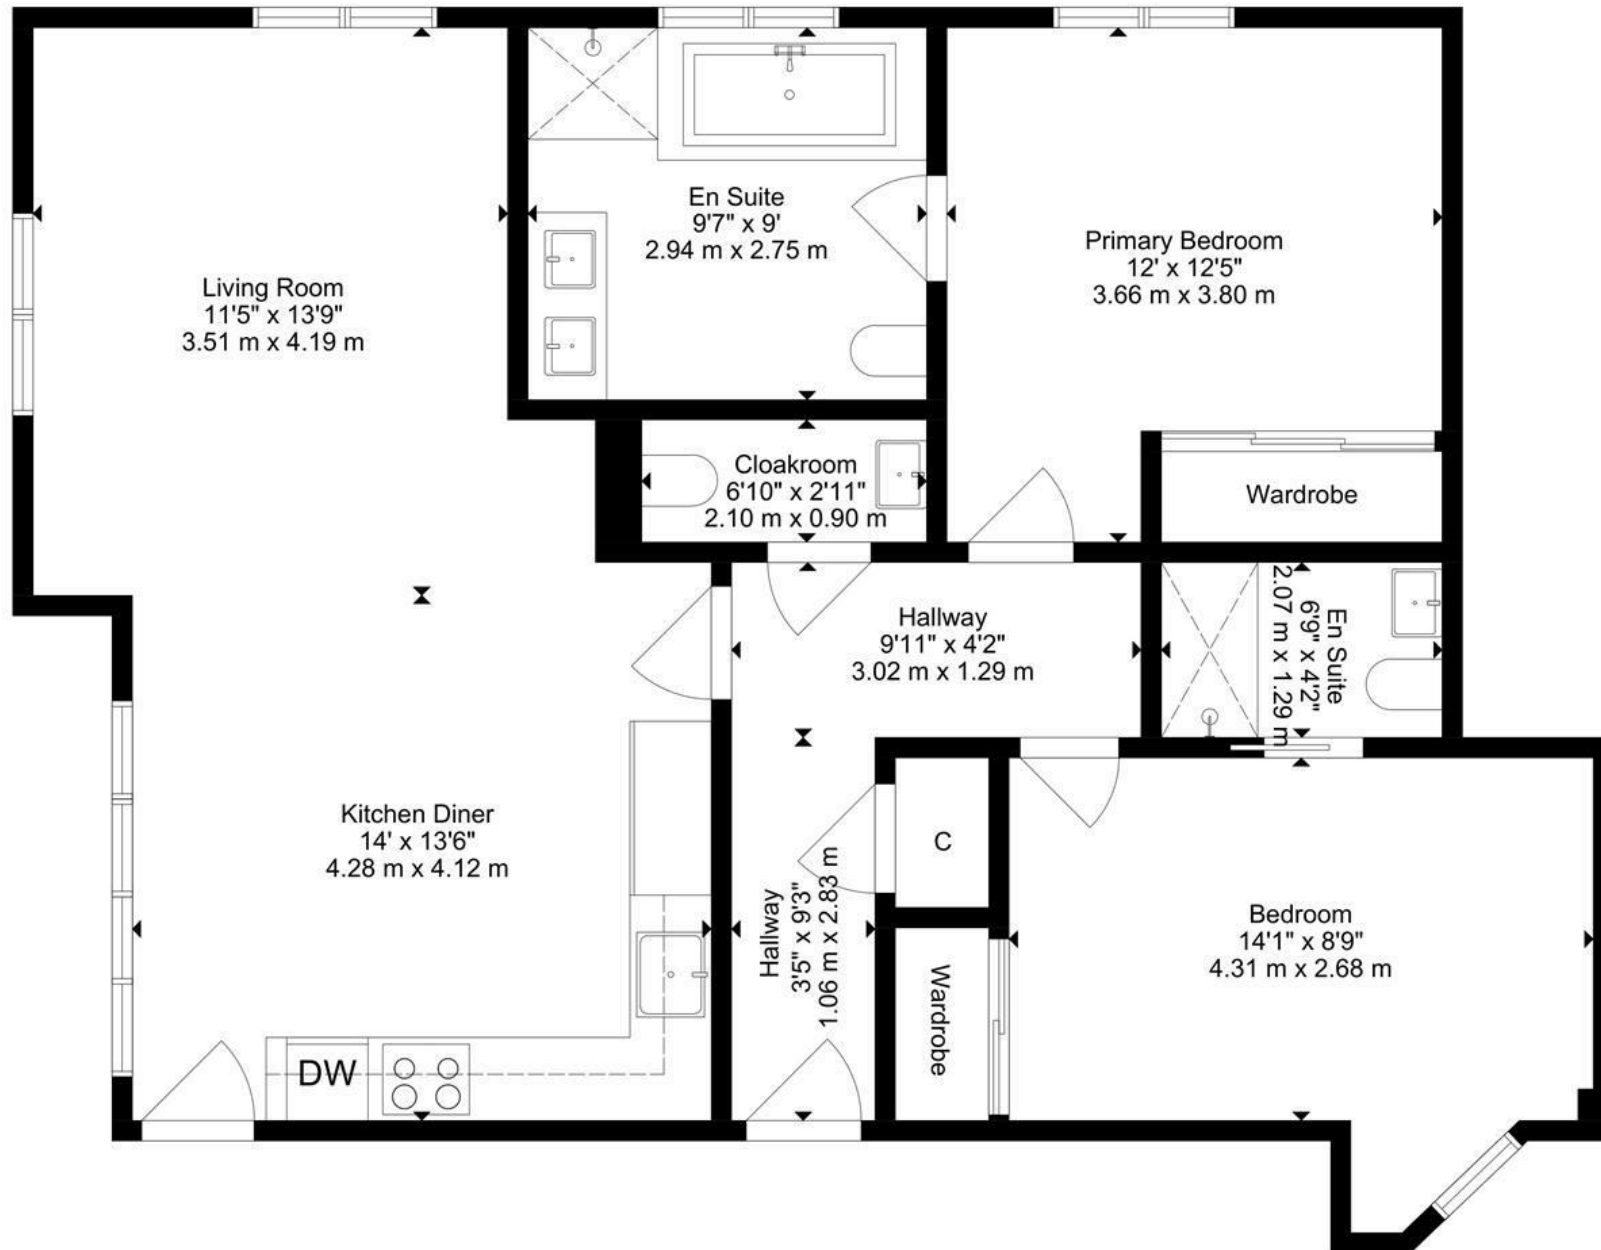 En Suite
9'7" x 9'
2.94 m x 2.75 m
Primary Bedroom
12' x 12'5"
3.66 m x 3.80 m
Living Room
11'5" x 13'9"
3.51 m x 4.19 m
Cloakroom
6'10" x 2'11"
2.10 m x 0.90 m
Wardrobe
Hallway
9'11" x 4'2"
3.02 m x 1.29 m
En Suite
6'9" x 4'2"
2.07 m x 1.29 m
Kitchen Diner
14' x 13'6"
4.28 m x 4.12 m
C
Hallway
3'5" x 9'3"
1.06 m x 2.83 m
Bedroom
14'1" x 8'9"
4.31 m x 2.68 m
Wardrobe
DW